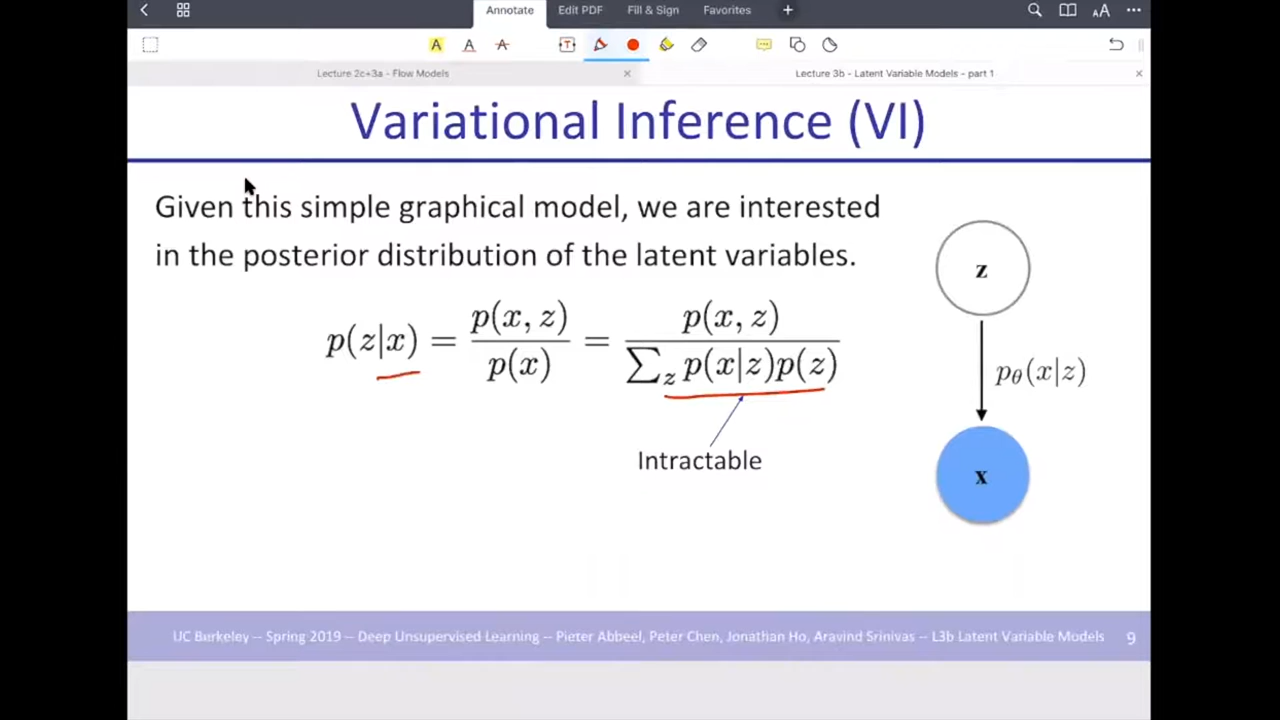 Annotate Edit PDF Fill & Sign Favorites +
A A A T AA
Lecture 2c+3a - Flow Models × Lecture 3b - Latent Variable Models - part 1 ×
Variational Inference (VI)
Given this simple graphical model, we are interested
in the posterior distribution of the latent variables.
p(z|x) = p(x, z) / p(x) = p(x, z) / ∑_z p(x|z)p(z)
Intractable
z
p_θ(x|z)
x
UC Berkeley -- Spring 2019 -- Deep Unsupervised Learning -- Pieter Abbeel, Peter Chen, Jonathan Ho, Aravind Srinivas -- L3b Latent Variable Models 9